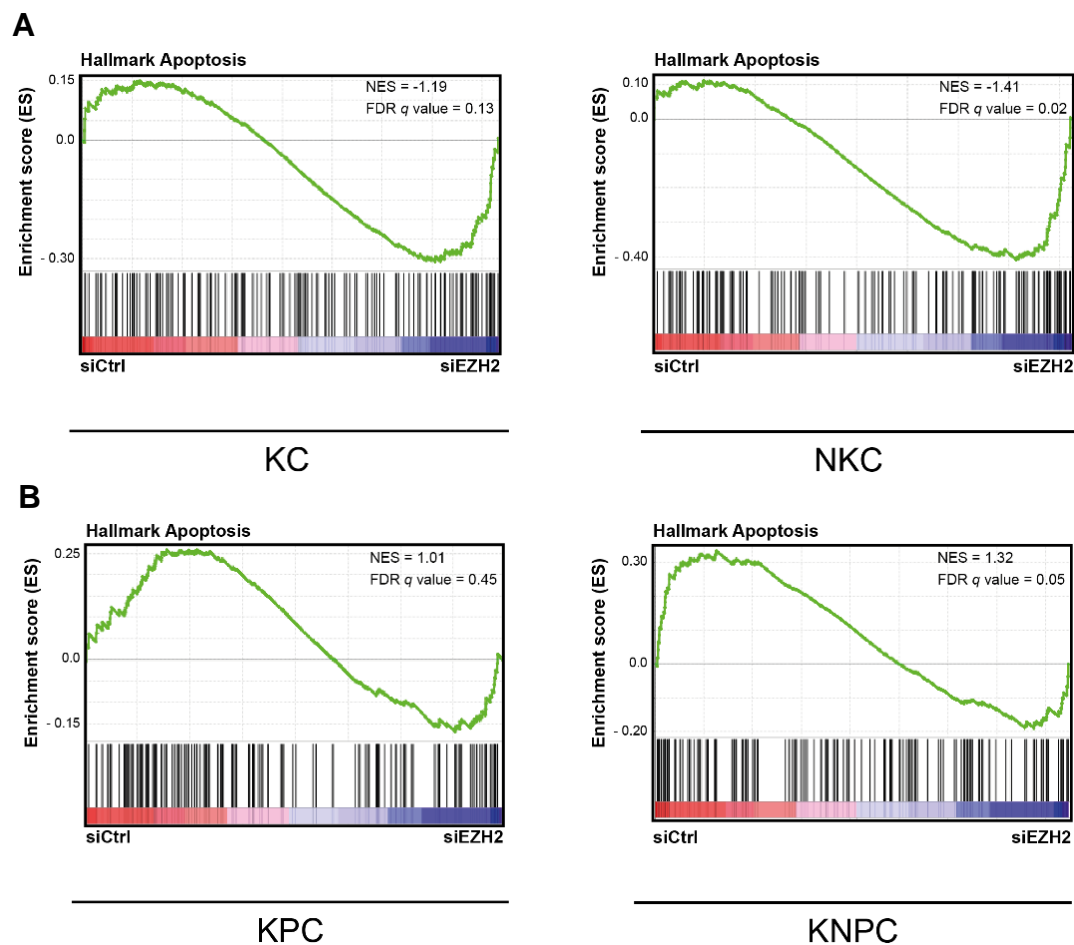 A
Hallmark Apoptosis
0.15
0.0
- 0.30
Enrichment score (ES)
NES = -1.19
FDR q value = 0.13
siCtrl
siEZH2
KC
Hallmark Apoptosis
0.10
0.0
- 0.40
Enrichment score (ES)
NES = -1.41
FDR q value = 0.02
siCtrl
siEZH2
NKC
B
Hallmark Apoptosis
0.25
0.0
- 0.15
Enrichment score (ES)
NES = 1.01
FDR q value = 0.45
siCtrl
siEZH2
KPC
Hallmark Apoptosis
0.30
0.0
- 0.20
Enrichment score (ES)
NES = 1.32
FDR q value = 0.05
siCtrl
siEZH2
KNPC